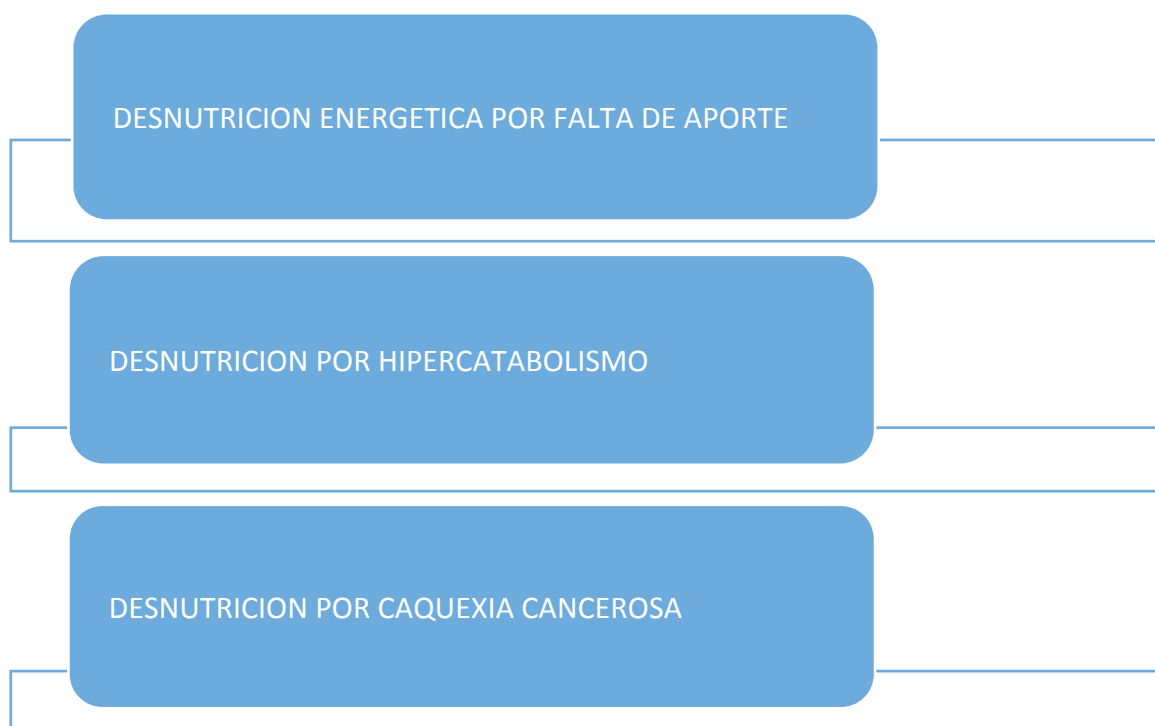 DESNUTRICION ENERGETICA POR FALTA DE APORTE
DESNUTRICION POR HIPERCATABOLISMO
DESNUTRICION POR CAQUEXIA CANCEROSA